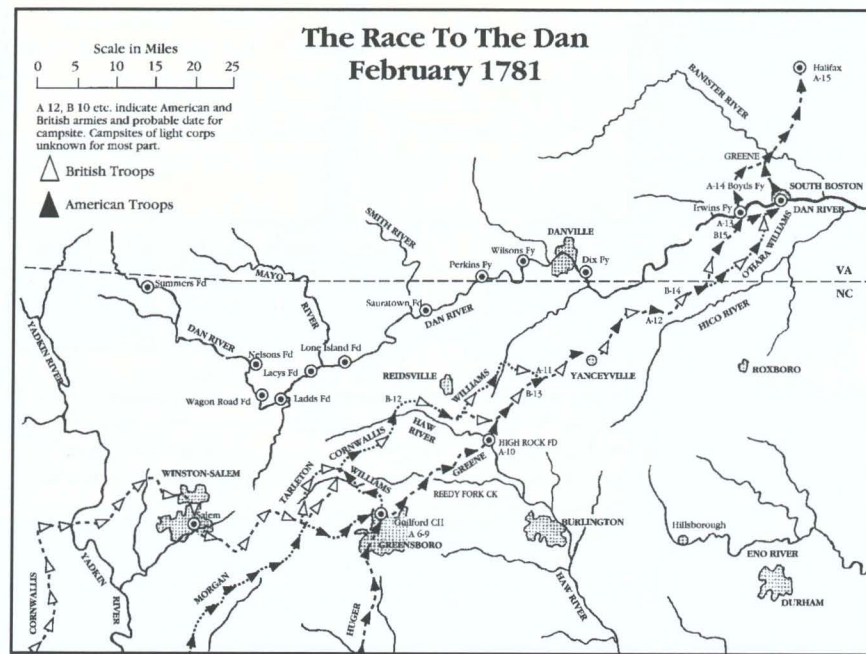 The Race To The Dan
February 1781
Scale in Miles
0 5 10 15 20 25
A 12, B 10 etc. indicate American and
British armies and probable date for
campsite. Campsites of light corps
unknown for most part.
British Troops
American Troops
Halifax
A-15
BANISTER RIVER
GREENE
A-14 Boyds Fy
SOUTH BOSTON
Irwins Fy
A-13
DAN RIVER
B15
O'HARA WILLIAMS
SMITH RIVER
DANVILLE
Wilsons Fy
Perkins Fy
Dix Fy
VA
NC
MAYO
RIVER
Summers Fd
Sauratown Fd
DAN RIVER
B-14
A-12
HICO RIVER
YADKIN RIVER
DAN RIVER
Nelsons Fd
Lone Island Fd
Lacys Fd
Wagon Road Fd
Ladds Fd
REIDSVILLE
WILLIAMS
A-11
YANCEYVILLE
ROXBORO
B-12
B-13
CORNWALLIS
HAW
RIVER
HIGH ROCK FD
A-10
GREENE
WINSTON-SALEM
TARLETON
WILLIAMS
REEDY FORK CK
Salem
Guilford CH
A 6-9
GREENSBORO
BURLINGTON
Hillsborough
ENO RIVER
DURHAM
CORNWALLIS
YADKIN
RIVER
MORGAN
HUGER
HAW RIVER